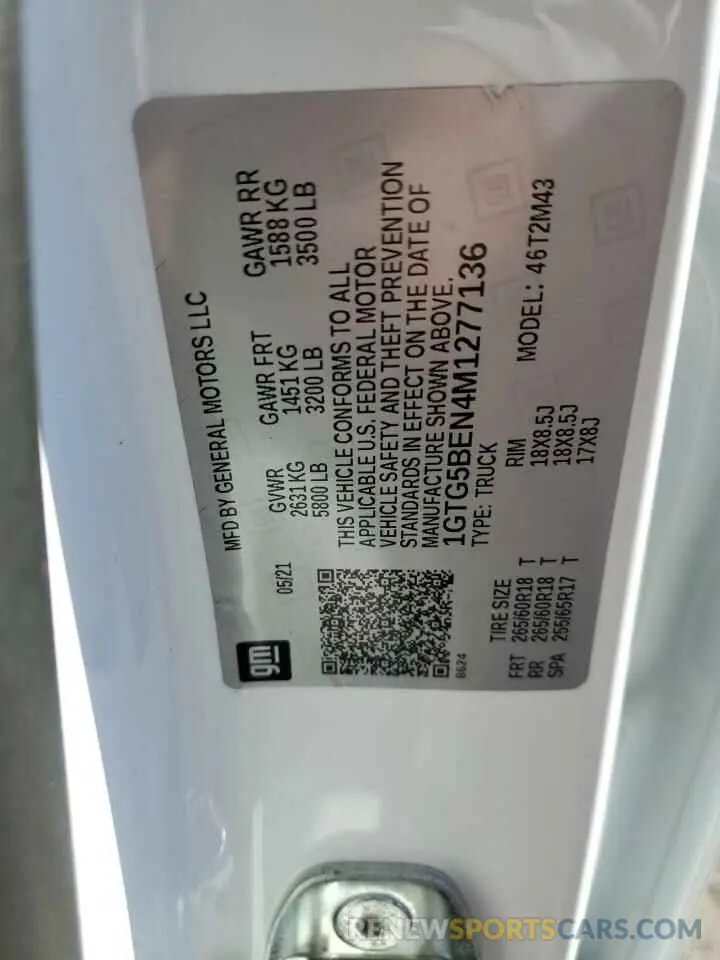 MFD BY GENERAL MOTORS LLC
gm
05/21
GVWR GAWR FRT GAWR RR
2631 KG 1451 KG 1588 KG
5800 LB 3200 LB 3500 LB
THIS VEHICLE CONFORMS TO ALL
APPLICABLE U.S. FEDERAL MOTOR
VEHICLE SAFETY AND THEFT PREVENTION
STANDARDS IN EFFECT ON THE DATE OF
MANUFACTURE SHOWN ABOVE.
1GTG5BEN4M1277136
TYPE: TRUCK
8624
TIRE SIZE RIM MODEL: 46T2M43
FRT 265/60R18 T 18X8.5J
RR 265/60R18 T 18X8.5J
SPA 255/65R17 T 17X8J
RENEWSPORTSCARS.COM